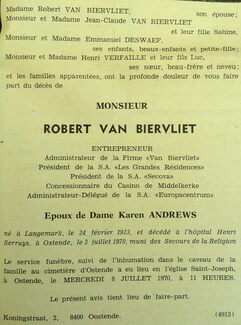 Madame Robert VAN BIERVLIET,
son épouse;
Monsieur et Madame Jean-Claude VAN BIERVLIET
et leur fille Sabine,
Monsieur et Madame Emmanuel DESWAEF,
ses enfants, beaux-enfants et petite-fille;
Monsieur et Madame Henri VERFAILLE et leur fils Luc,
ses sœur, beau-frère et neveu;
et les familles apparentées, ont la profonde douleur de vous faire
part du décès de
MONSIEUR
ROBERT VAN BIERVLIET
ENTREPRENEUR
Administrateur de la Firme «Van Biervliet»
Président de la S.A. «Les Grandes Résidences»
Président de la S.A. «Secova»
Concessionnaire du Casino de Middelkerke
Administrateur-Délégué de la S.A. «Europacentrum»
Epoux de Dame Karen ANDREWS
né à Langemark, le 24 février 1913, et décédé à l'hôpital Henri
Serruys, à Ostende, le 3 juillet 1970, muni des Secours de la Religion
Le service funèbre, suivi de l'inhumation dans le caveau de la
famille au cimetière d'Ostende a eu lieu en l'église Saint-Joseph,
à Ostende, le MERCREDI 8 JUILLET 1970, à 11 HEURES.
Le présent avis tient lieu de faire-part.
Koningstraat, 2, 8400 Oostende.
(4913)